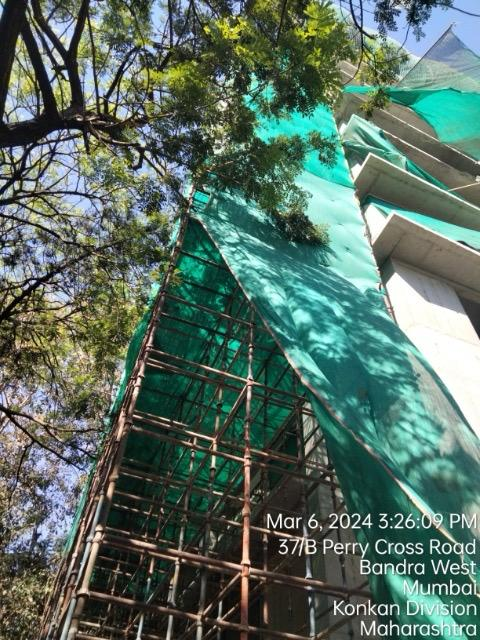 Mar 6, 2024 3:26:09 PM
37/B Perry Cross Road
Bandra West
Mumbai
Konkan Division
Maharashtra